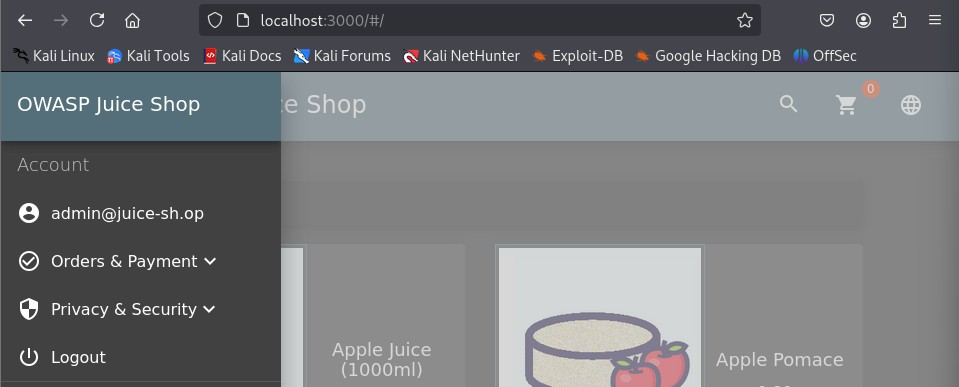 localhost:3000/#/
Kali Linux Kali Tools Kali Docs Kali Forums Kali NetHunter Exploit-DB Google Hacking DB OffSec
OWASP Juice Shop
ce Shop
0
Account
admin@juice-sh.op
Orders & Payment
Privacy & Security
Logout
Apple Juice
(1000ml)
Apple Pomace